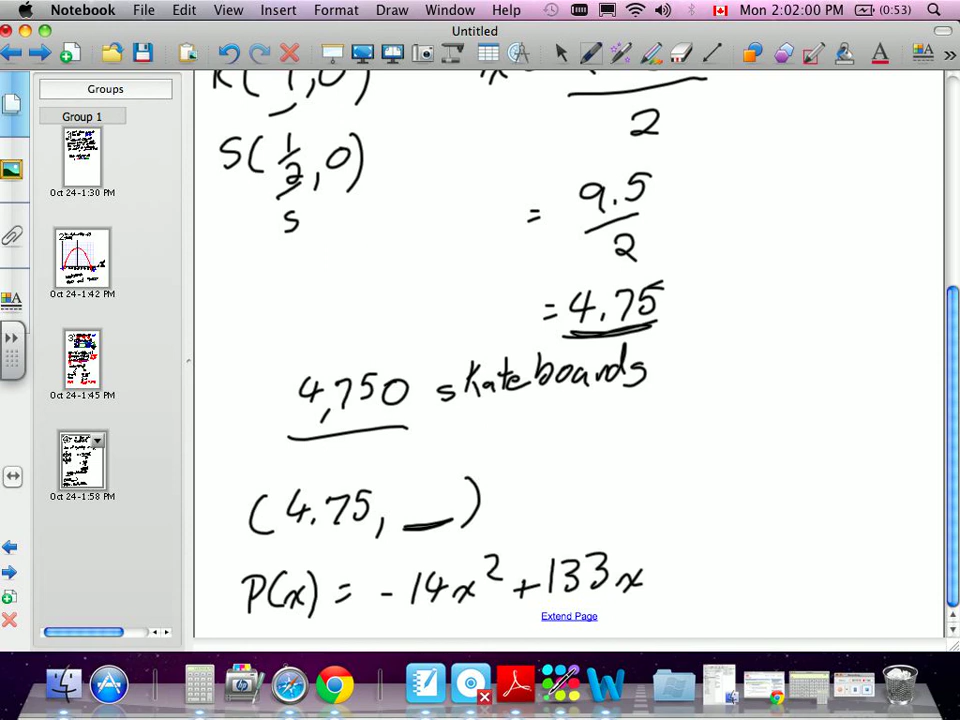 Notebook File Edit View Insert Format Draw Window Help Mon 2:02:00 PM (0:53)
Untitled
Groups
Group 1
Oct 24-1:30 PM
Oct 24-1:42 PM
Oct 24-1:45 PM
Oct 24-1:58 PM
2
S(1/2, 0)
s
= 9.5/2
= 4.75
4,750 skateboards
(4.75, __)
P(x) = -14x² + 133x
Extend Page